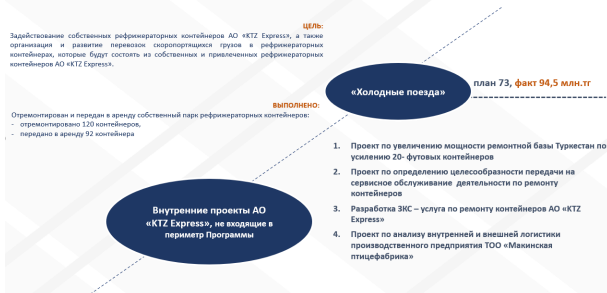 ЦЕЛЬ:
Задействование собственных рефрижераторных контейнеров АО «KTZ Express», а также
организация и развитие перевозок скоропортящихся грузов в рефрижераторных
контейнерах, которые будут состоять из собственных и привлеченных рефрижераторных
контейнеров АО «KTZ Express».
«Холодные поезда»
план 73, факт 94,5 млн.тг
ВЫПОЛНЕНО:
Отремонтирован и передан в аренду собственный парк рефрижераторных контейнеров:
- отремонтировано 120 контейнеров,
- передано в аренду 92 контейнера
Внутренние проекты АО
«KTZ Express», не входящие в
периметр Программы
1. Проект по увеличению мощности ремонтной базы Туркестан по
усилению 20- футовых контейнеров
2. Проект по определению целесообразности передачи на
сервисное обслуживание деятельности по ремонту
контейнеров
3. Разработка ЗКС – услуга по ремонту контейнеров АО «KTZ
Express»
4. Проект по анализу внутренней и внешней логистики
производственного предприятия ТОО «Макинская
птицефабрика»